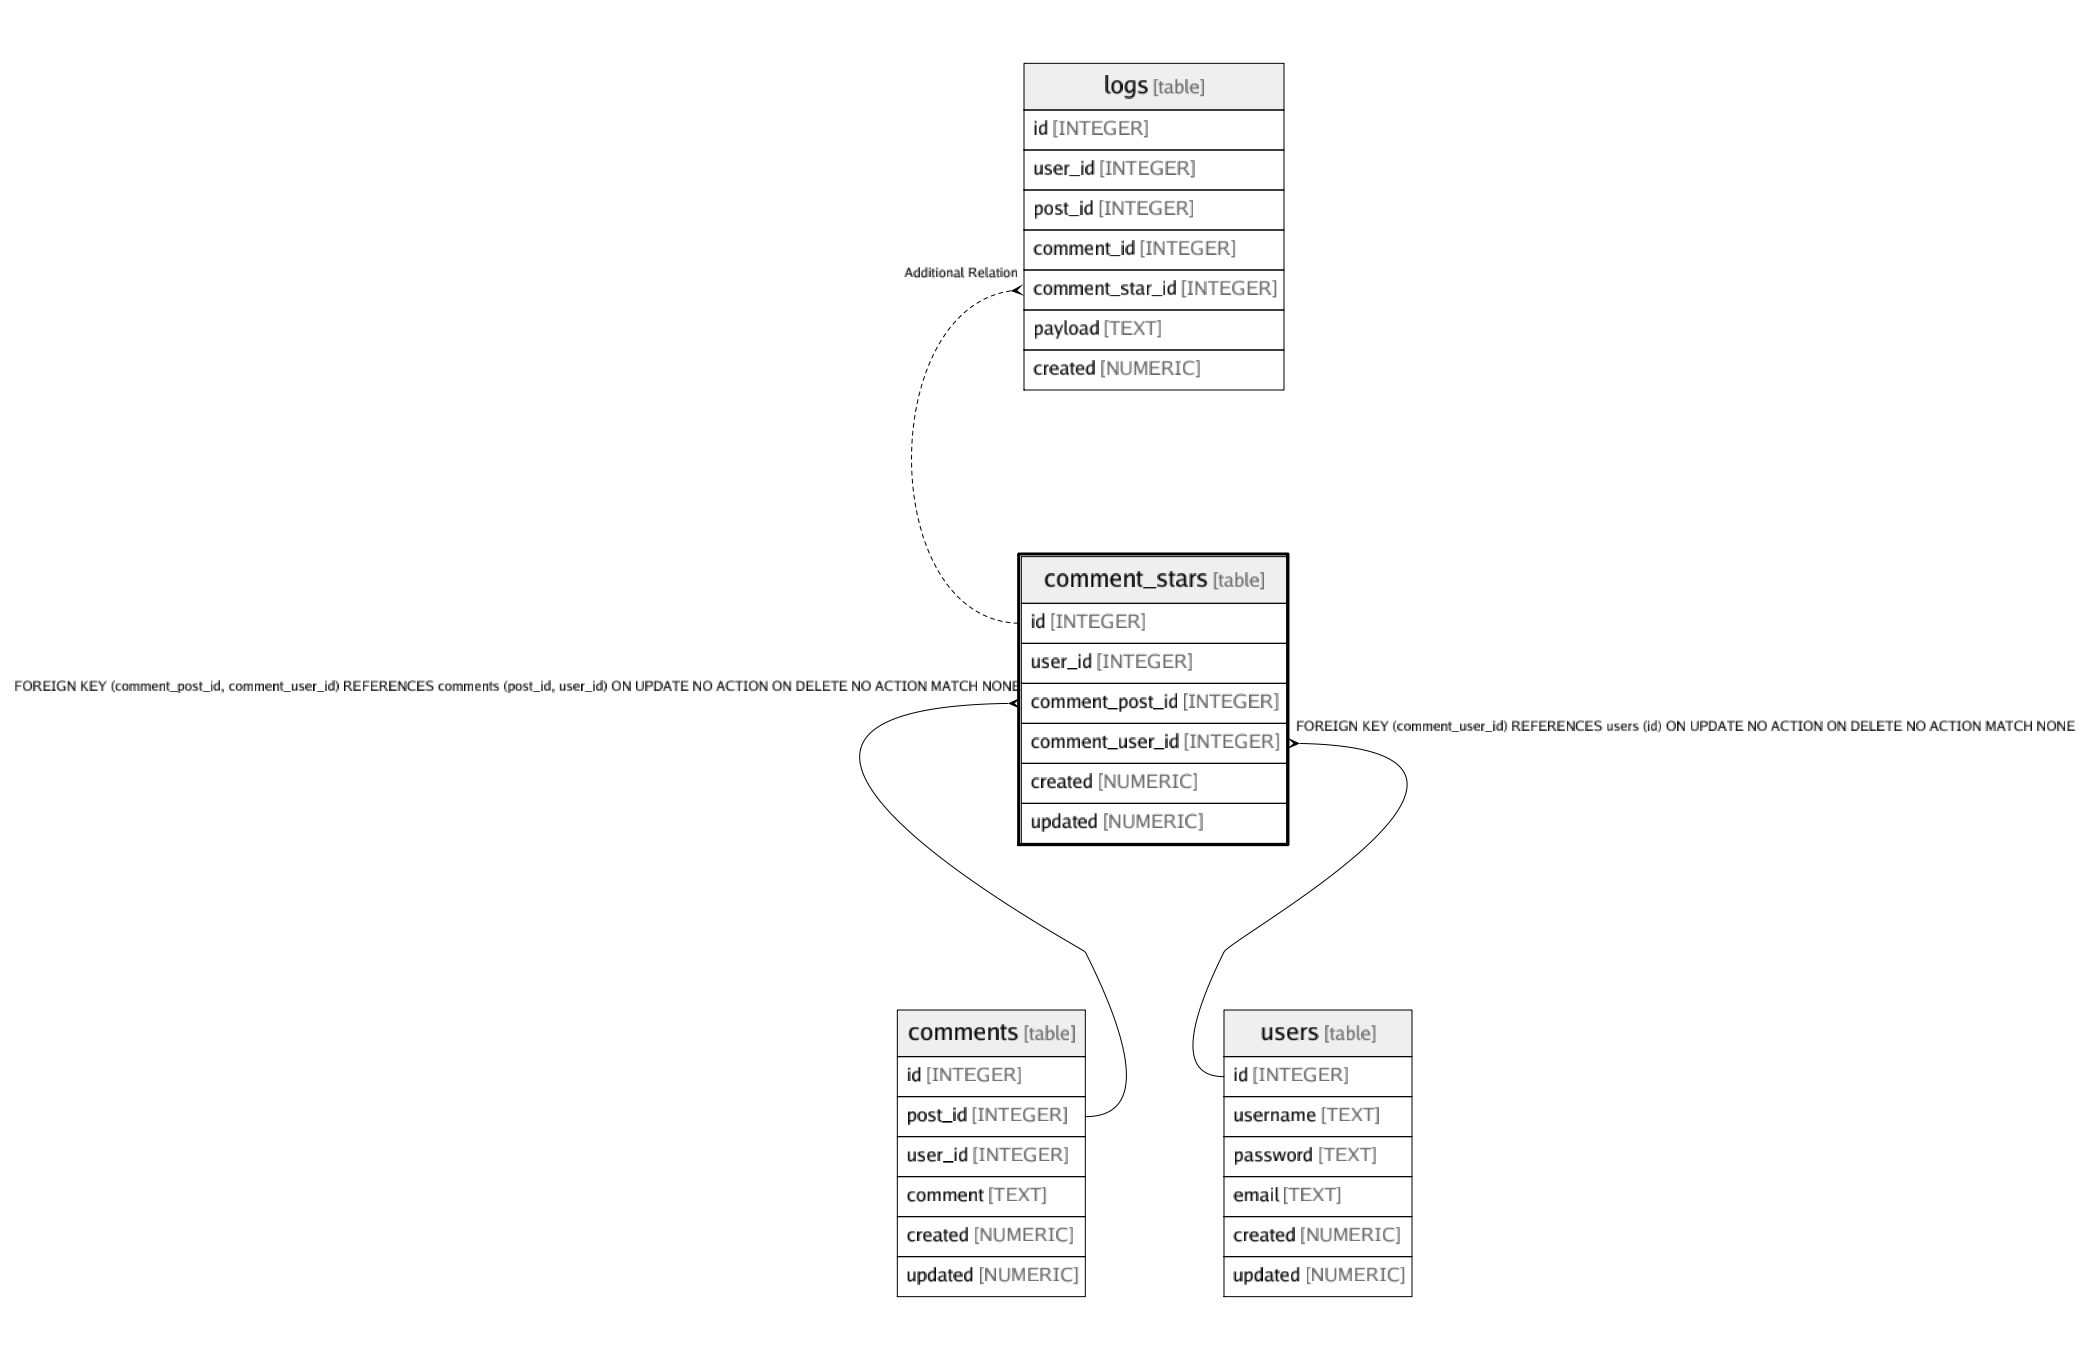 logs [table]
id [INTEGER]
user_id [INTEGER]
post_id [INTEGER]
comment_id [INTEGER]
Additional Relation
comment_star_id [INTEGER]
payload [TEXT]
created [NUMERIC]
comment_stars [table]
id [INTEGER]
user_id [INTEGER]
FOREIGN KEY (comment_post_id, comment_user_id) REFERENCES comments (post_id, user_id) ON UPDATE NO ACTION ON DELETE NO ACTION MATCH NONE
comment_post_id [INTEGER]
FOREIGN KEY (comment_user_id) REFERENCES users (id) ON UPDATE NO ACTION ON DELETE NO ACTION MATCH NONE
comment_user_id [INTEGER]
created [NUMERIC]
updated [NUMERIC]
comments [table]
id [INTEGER]
post_id [INTEGER]
user_id [INTEGER]
comment [TEXT]
created [NUMERIC]
updated [NUMERIC]
users [table]
id [INTEGER]
username [TEXT]
password [TEXT]
email [TEXT]
created [NUMERIC]
updated [NUMERIC]